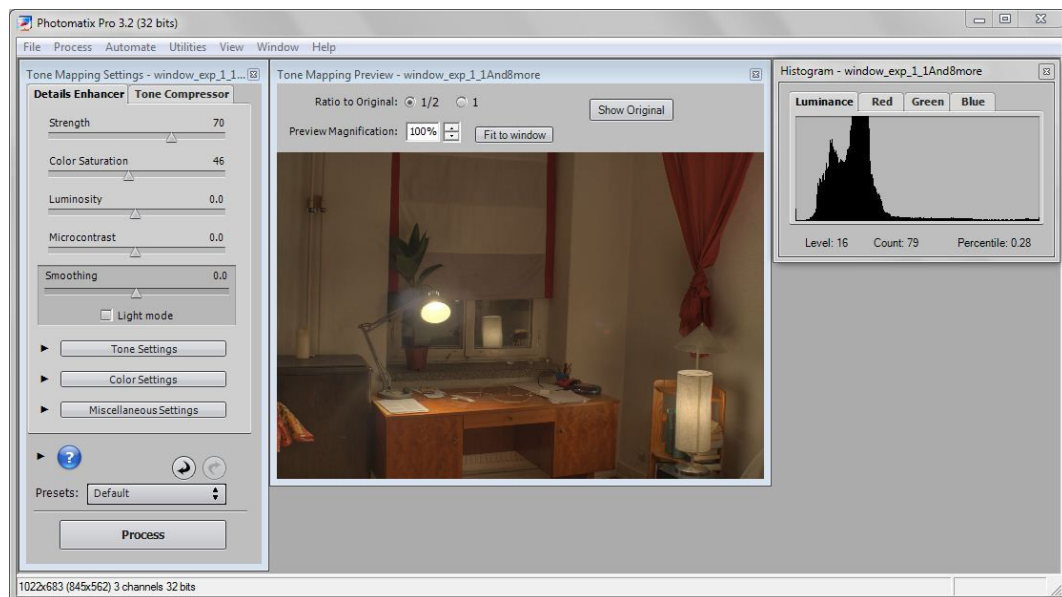 Photomatix Pro 3.2 (32 bits)
File Process Automate Utilities View Window Help
Tone Mapping Settings - window_exp_1_1...
Details Enhancer Tone Compressor
Strength 70
Color Saturation 46
Luminosity 0.0
Microcontrast 0.0
Smoothing 0.0
Light mode
Tone Settings
Color Settings
Miscellaneous Settings
?
Presets: Default
Process
Tone Mapping Preview - window_exp_1_1And8more
Ratio to Original: 1/2 1
Show Original
Preview Magnification: 100% Fit to window
Histogram - window_exp_1_1And8more
Luminance Red Green Blue
Level: 16 Count: 79 Percentile: 0.28
1022x683 (845x562) 3 channels 32 bits